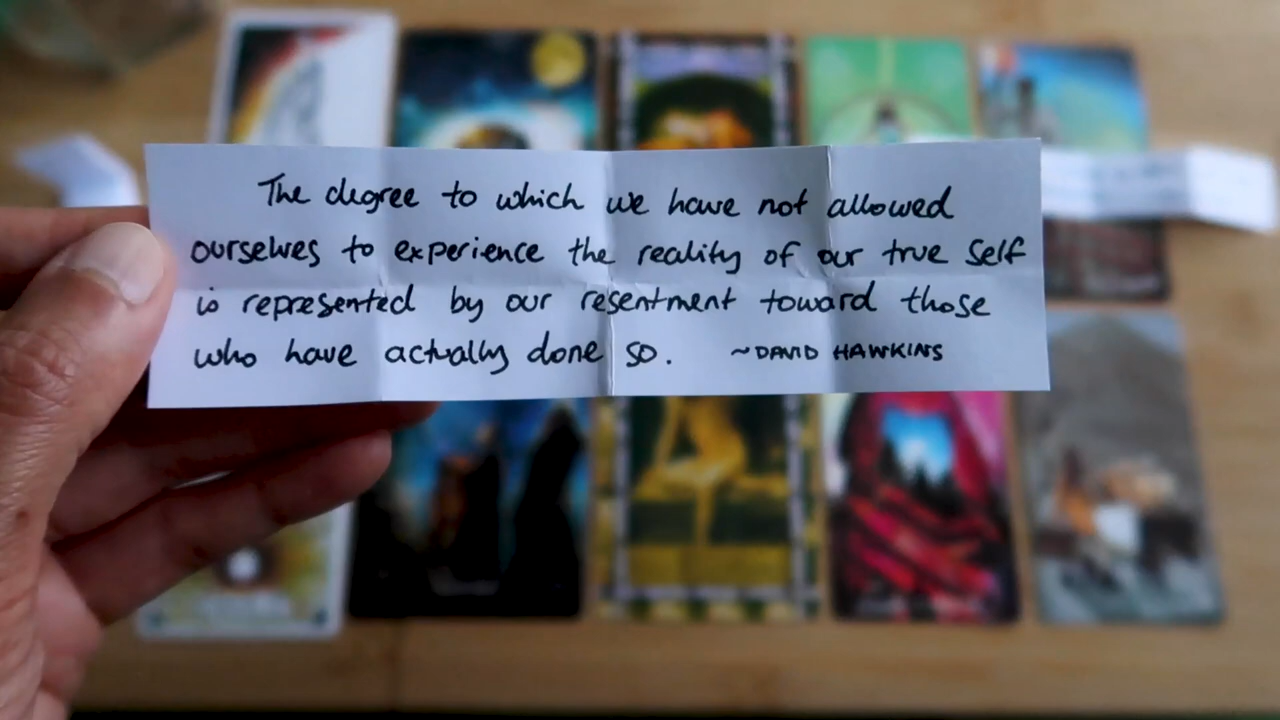 The degree to which we have not allowed
ourselves to experience the reality of our true Self
is represented by our resentment toward those
who have actually done so. ~DAVID HAWKINS